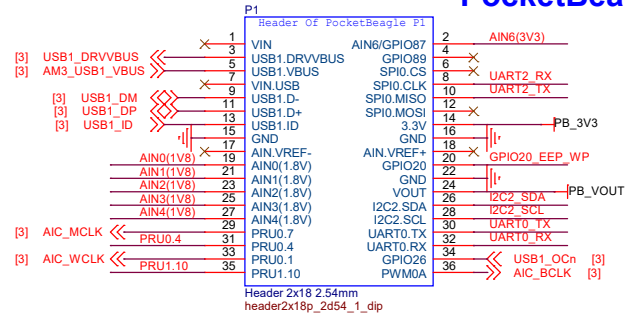 PocketBea
P1
Header Of PocketBeagle P1
1 VIN AIN6/GPIO87 2 AIN6(3V3)
[3] USB1_DRVVBUS 3 USB1.DRVVBUS GPIO89 4
[3] AM3_USB1_VBUS 5 USB1.VBUS SPI0.CS 6
7 VIN.USB SPI0.CLK 8 UART2_RX
[3] USB1_DM 9 USB1.D- SPI0.MISO 10 UART2_TX
[3] USB1_DP 11 USB1.D+ SPI0.MOSI 12
[3] USB1_ID 13 USB1.ID 3.3V 14 PB_3V3
15 GND GND 16
17 AIN.VREF- AIN.VREF+ 18
AIN0(1V8) 19 AIN0(1.8V) GPIO20 20 GPIO20_EEP_WP
AIN1(1V8) 21 AIN1(1.8V) GND 22
AIN2(1V8) 23 AIN2(1.8V) VOUT 24 PB_VOUT
AIN3(1V8) 25 AIN3(1.8V) I2C2.SDA 26 I2C2_SDA
AIN4(1V8) 27 AIN4(1.8V) I2C2.SCL 28 I2C2_SCL
[3] AIC_MCLK 29 PRU0.7 UART0.TX 30 UART0_TX
PRU0.4 31 PRU0.4 UART0.RX 32 UART0_RX
[3] AIC_WCLK 33 PRU0.1 GPIO26 34 USB1_OCn [3]
PRU1.10 35 PRU1.10 PWM0A 36 AIC_BCLK [3]
Header 2x18 2.54mm
header2x18p_2d54_1_dip